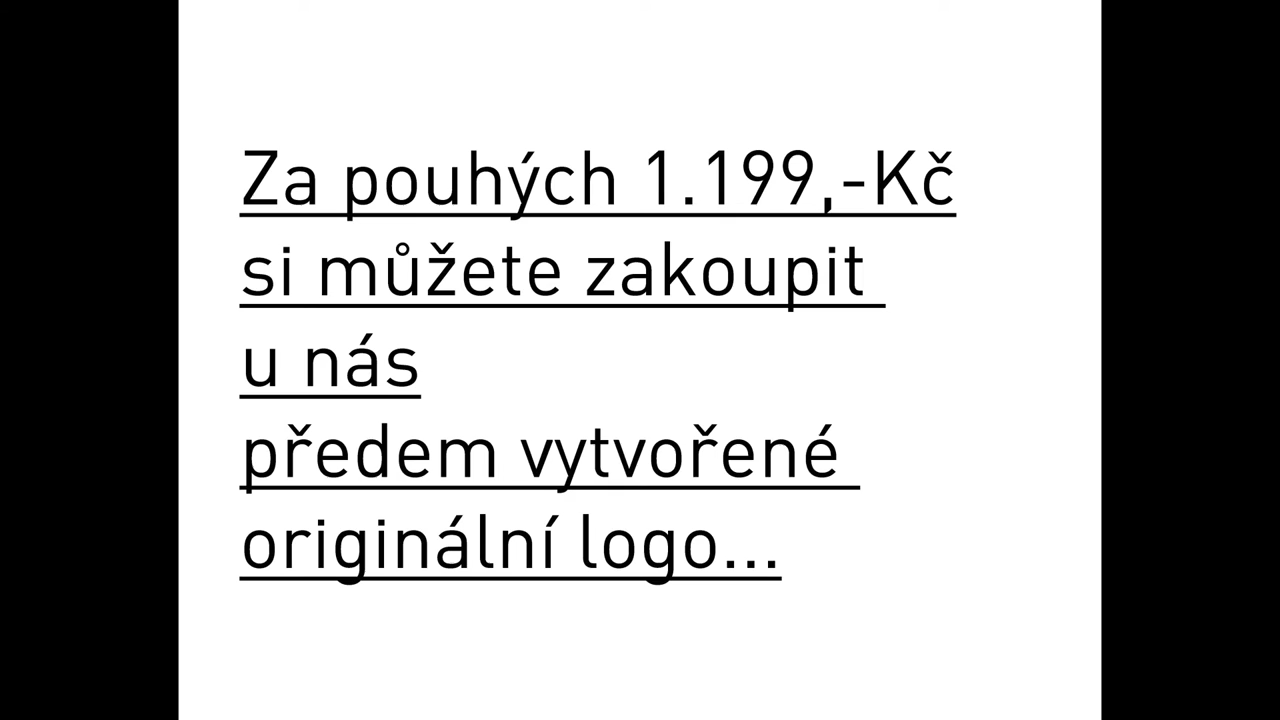 Za pouhých 1.199,-Kč
si můžete zakoupit
u nás
předem vytvořené
originální logo...